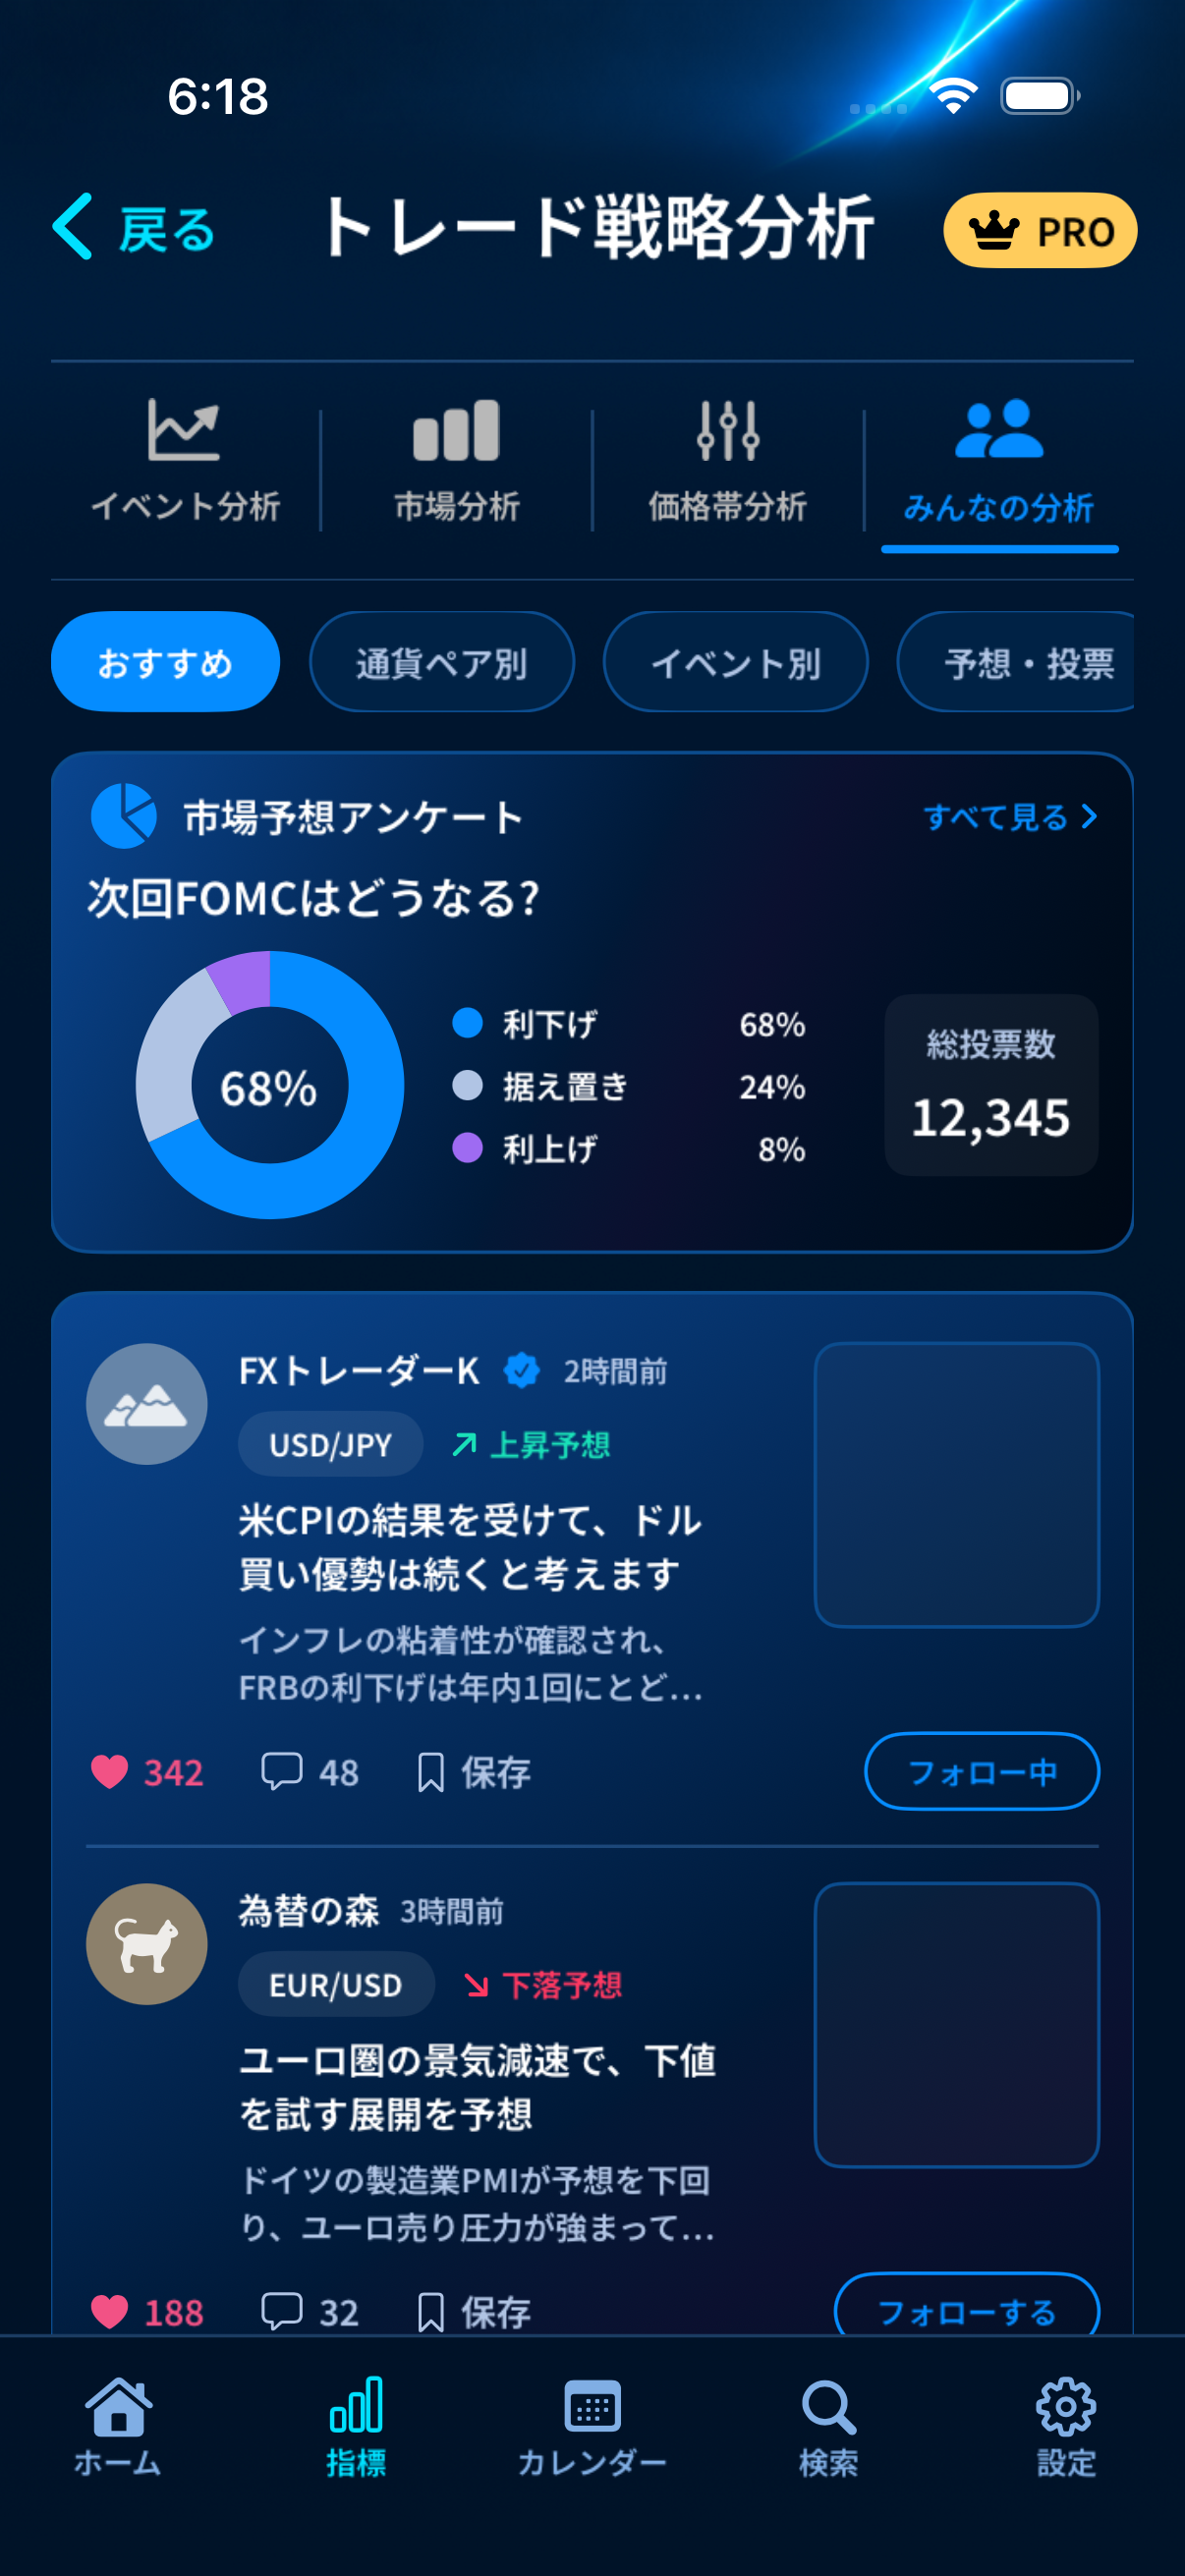 6:18
戻る
トレード戦略分析
PRO
イベント分析
市場分析
価格帯分析
みんなの分析
おすすめ
通貨ペア別
イベント別
予想・投票
市場予想アンケート
すべて見る
次回FOMCはどうなる?
68%
利下げ 68%
据え置き 24%
利上げ 8%
総投票数
12,345
FXトレーダーK 2時間前
USD/JPY 上昇予想
米CPIの結果を受けて、ドル
買い優勢は続くと考えます
インフレの粘着性が確認され、
FRBの利下げは年内1回にとど…
342 48 保存 フォロー中
為替の森 3時間前
EUR/USD 下落予想
ユーロ圏の景気減速で、下値
を試す展開を予想
ドイツの製造業PMIが予想を下回
り、ユーロ売り圧力が強まって…
188 32 保存 フォローする
ホーム
指標
カレンダー
検索
設定